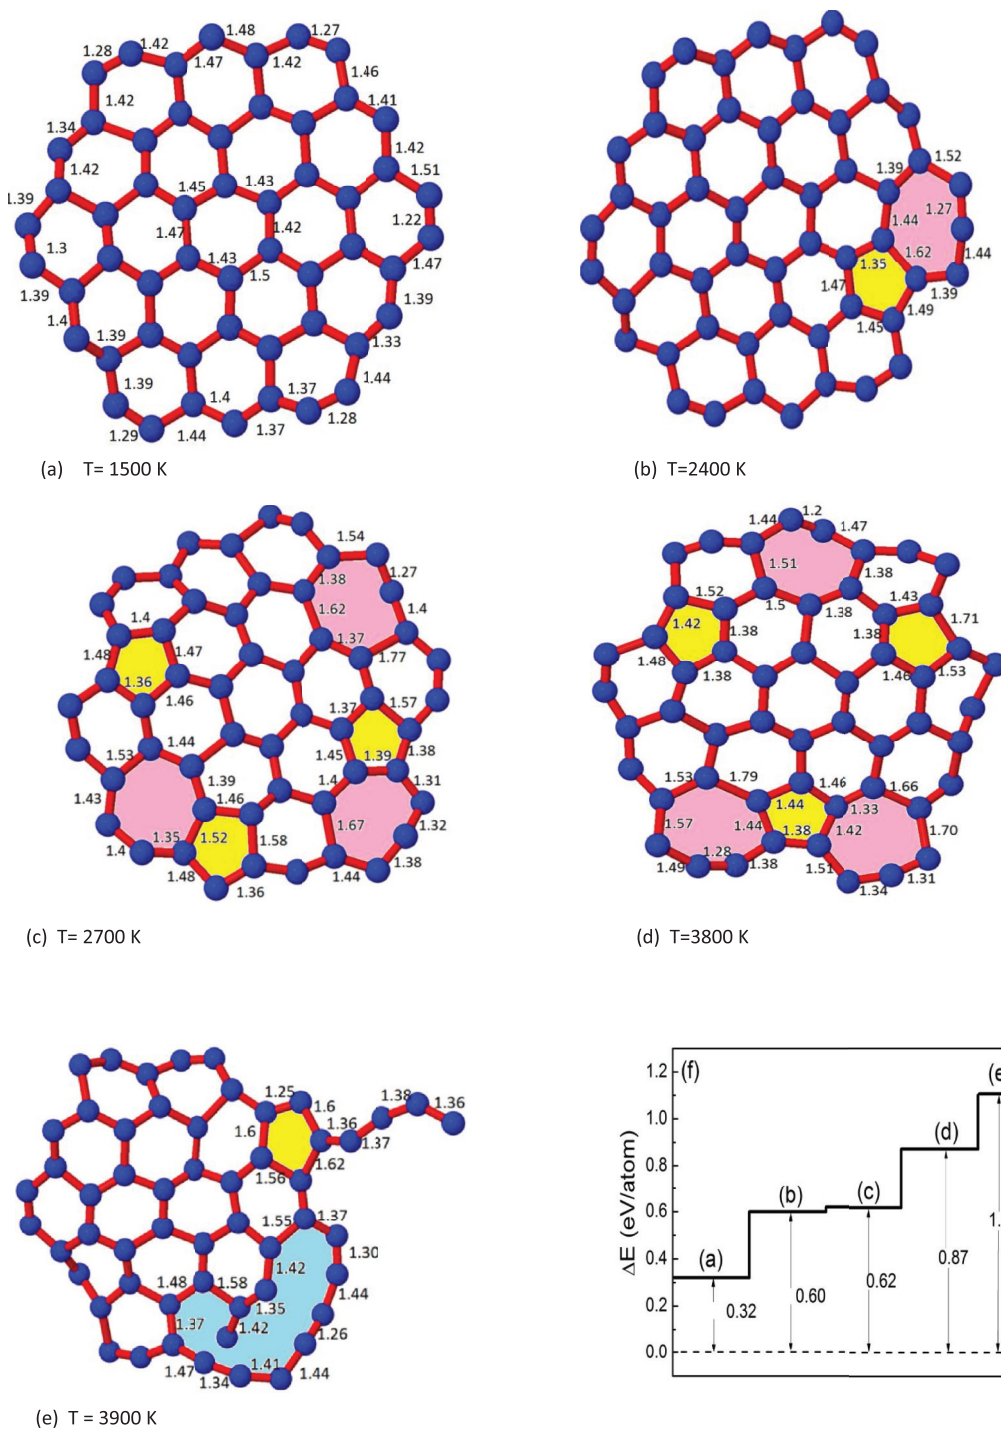 1.48 1.27
1.42
1.28 1.47 1.42
1.46
1.42 1.41
1.34
1.42 1.42
1.51
1.39 1.45 1.43
1.22
1.47 1.42
1.3
1.43 1.5 1.47
1.39 1.39
1.4
1.39 1.33
1.39 1.37 1.44
1.4
1.28
1.29 1.44 1.37
(a) T= 1500 K
1.52
1.39
1.27
1.44
1.62 1.44
1.35
1.47 1.39
1.49
1.45
(b) T=2400 K
1.54
1.38 1.27
1.62 1.4
1.4
1.37
1.48 1.47
1.77
1.36
1.46
1.57
1.37
1.53 1.44 1.45 1.39 1.38
1.39 1.4 1.31
1.43 1.46
1.67 1.32
1.35 1.52 1.58
1.4
1.48 1.44 1.38
1.36
(c) T= 2700 K
1.2
1.44 1.47
1.51
1.38
1.52 1.5 1.38 1.43
1.42 1.38 1.38 1.71
1.48 1.38 1.46 1.53
1.53 1.79 1.46
1.66
1.57 1.44 1.44 1.33
1.38 1.42 1.70
1.28
1.49 1.38 1.51
1.34 1.31
(d) T=3800 K
1.38 1.36
1.25 1.6
1.6 1.36
1.37
1.56 1.62
1.55 1.37
1.30
1.42
1.48 1.58
1.35 1.44
1.37 1.42 1.26
1.47 1.41
1.34 1.44
(e) T = 3900 K
(f)
ΔE (eV/atom)
1.2
1.0
0.8
0.6
0.4
0.2
0.0
(a)
0.32
(b)
0.60
(c)
0.62
(d)
0.87
(e
1.